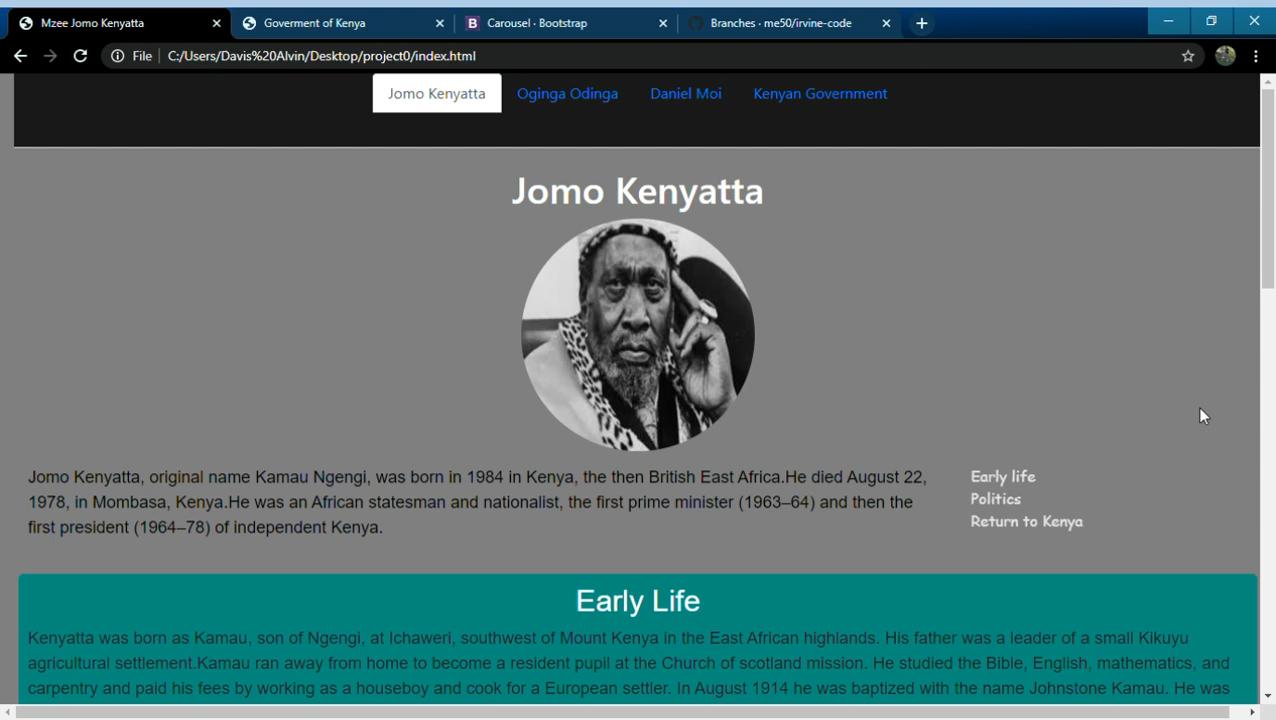 Mzee Jomo Kenyatta
Goverment of Kenya
Carousel · Bootstrap
Branches · me50/irvine-code
File
C:/Users/Davis%20Alvin/Desktop/project0/index.html
Jomo Kenyatta
Oginga Odinga
Daniel Moi
Kenyan Government
Jomo Kenyatta
Jomo Kenyatta, original name Kamau Ngengi, was born in 1984 in Kenya, the then British East Africa.He died August 22,
1978, in Mombasa, Kenya.He was an African statesman and nationalist, the first prime minister (1963–64) and then the
first president (1964–78) of independent Kenya.
Early life
Politics
Return to Kenya
Early Life
Kenyatta was born as Kamau, son of Ngengi, at Ichaweri, southwest of Mount Kenya in the East African highlands. His father was a leader of a small Kikuyu
agricultural settlement.Kamau ran away from home to become a resident pupil at the Church of scotland mission. He studied the Bible, English, mathematics, and
carpentry and paid his fees by working as a houseboy and cook for a European settler. In August 1914 he was baptized with the name Johnstone Kamau. He was